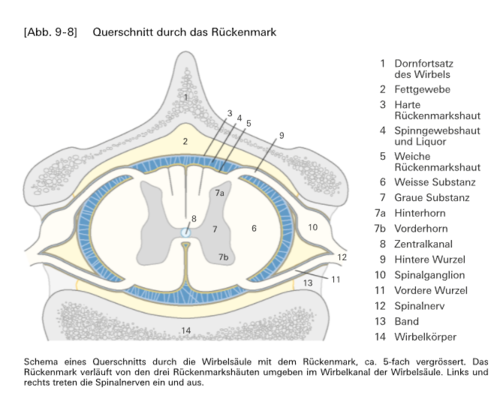 [Abb. 9-8] Querschnitt durch das Rückenmark
1
2
3
4
5
9
7a
8
7
6
10
7b
12
11
13
14
1 Dornfortsatz
des Wirbels
2 Fettgewebe
3 Harte
Rückenmarkshaut
4 Spinngewebshaut
und Liquor
5 Weiche
Rückenmarkshaut
6 Weisse Substanz
7 Graue Substanz
7a Hinterhorn
7b Vorderhorn
8 Zentralkanal
9 Hintere Wurzel
10 Spinalganglion
11 Vordere Wurzel
12 Spinalnerv
13 Band
14 Wirbelkörper
Schema eines Querschnitts durch die Wirbelsäule mit dem Rückenmark, ca. 5-fach vergrössert. Das
Rückenmark verläuft von den drei Rückenmarkshäuten umgeben im Wirbelkanal der Wirbelsäule. Links und
rechts treten die Spinalnerven ein und aus.